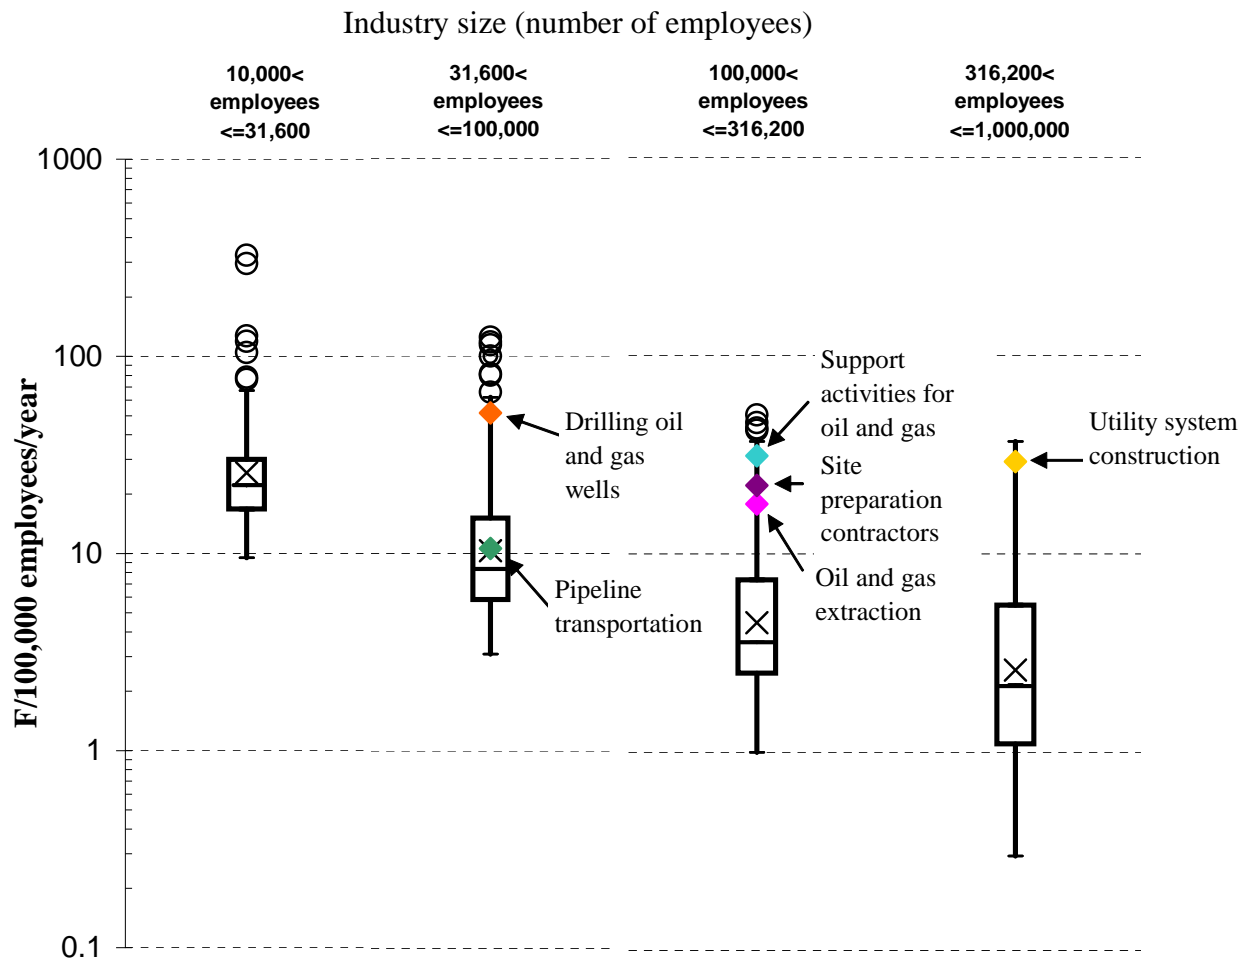 Industry size (number of employees)
10,000<
employees
<=31,600
31,600<
employees
<=100,000
100,000<
employees
<=316,200
316,200<
employees
<=1,000,000
F/100,000 employees/year
1000
100
10
1
0.1
Drilling oil
and gas
wells
Pipeline
transportation
Support
activities for
oil and gas
Site
preparation
contractors
Oil and gas
extraction
Utility system
construction